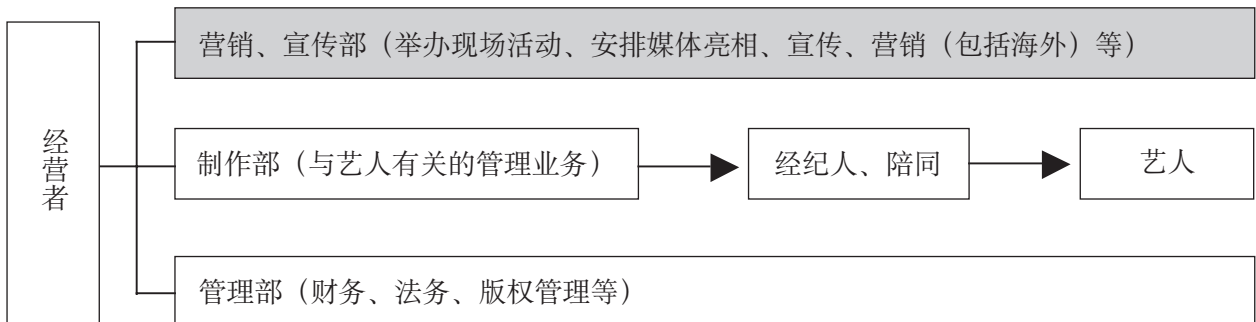 经营者
营销、宣传部（举办现场活动、安排媒体亮相、宣传、营销（包括海外）等）
制作部（与艺人有关的管理业务）
经纪人、陪同
艺人
管理部（财务、法务、版权管理等）